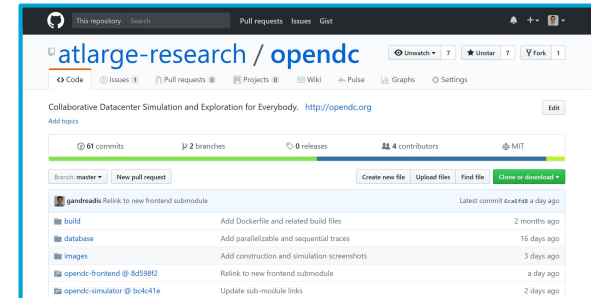 This repository Search Pull requests Issues Gist
atlarge-research / opendc Unwatch 7 Unstar 7 Fork 1
Code Issues 1 Pull requests 0 Projects 0 Wiki Pulse Graphs Settings
Collaborative Datacenter Simulation and Exploration for Everybody. http://opendc.org Edit
Add topics
61 commits 2 branches 0 releases 4 contributors MIT
Branch: master New pull request Create new file Upload files Find file Clone or download
gandreadis Relink to new frontend submodule Latest commit 6ca6fd8 a day ago
build Add Dockerfile and related build files 2 months ago
database Add parallelizable and sequential traces 16 days ago
images Add construction and simulation screenshots 3 days ago
opendc-frontend @ 8d598f2 Relink to new frontend submodule a day ago
opendc-simulator @ bc4c41e Update sub-module links 2 days ago